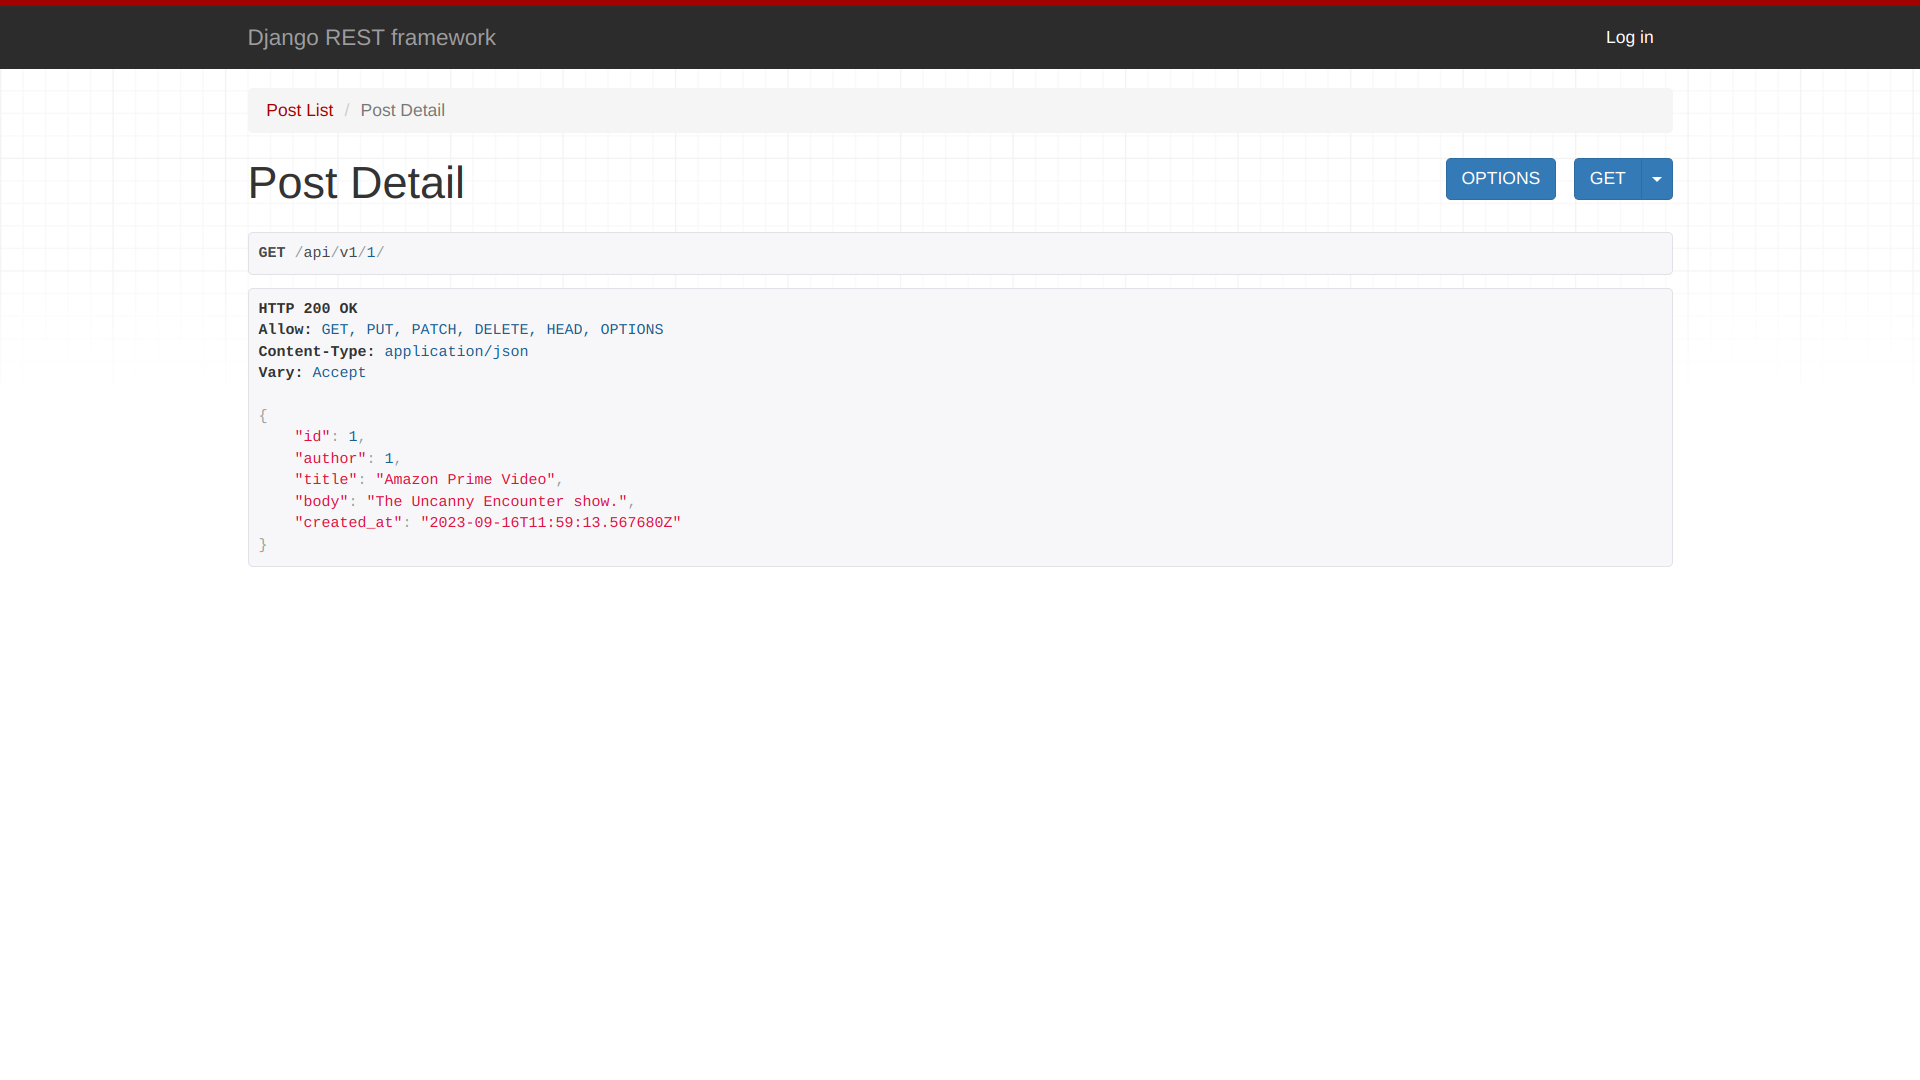 Django REST framework
Log in
Post List / Post Detail
Post Detail
OPTIONS
GET
GET /api/v1/1/
HTTP 200 OK
Allow: GET, PUT, PATCH, DELETE, HEAD, OPTIONS
Content-Type: application/json
Vary: Accept
{
    "id": 1,
    "author": 1,
    "title": "Amazon Prime Video",
    "body": "The Uncanny Encounter show.",
    "created_at": "2023-09-16T11:59:13.567680Z"
}